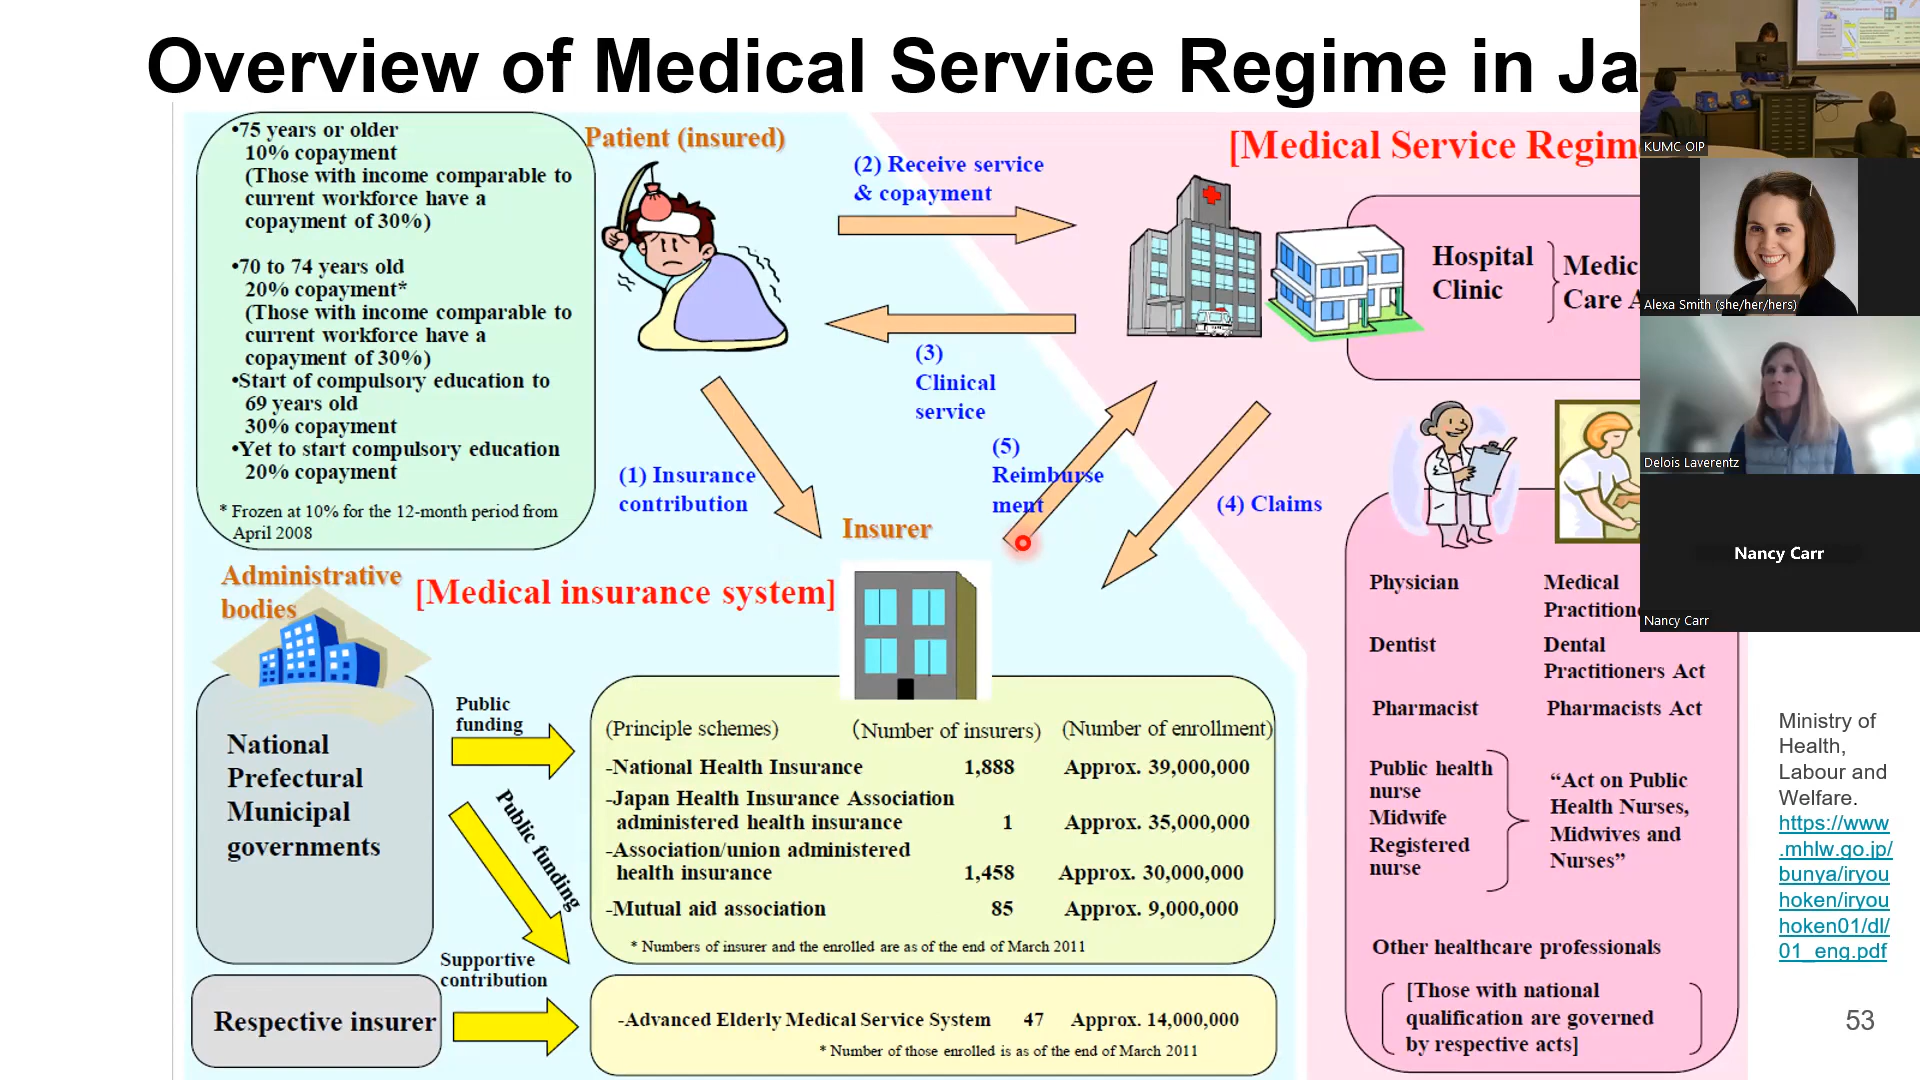 Overview of Medical Service Regime in Ja
•75 years or older
10% copayment
(Those with income comparable to
current workforce have a
copayment of 30%)
•70 to 74 years old
20% copayment*
(Those with income comparable to
current workforce have a
copayment of 30%)
•Start of compulsory education to
69 years old
30% copayment
•Yet to start compulsory education
20% copayment
* Frozen at 10% for the 12-month period from
April 2008
Patient (insured)
(2) Receive service
& copayment
[Medical Service Regim
Hospital
Clinic
Medic
Care A
(3)
Clinical
service
(1) Insurance
contribution
(5)
Reimburse
ment
(4) Claims
Insurer
Administrative
bodies
[Medical insurance system]
National
Prefectural
Municipal
governments
Public
funding
Public funding
Supportive
contribution
Respective insurer
(Principle schemes) (Number of insurers) (Number of enrollment)
-National Health Insurance 1,888 Approx. 39,000,000
-Japan Health Insurance Association
administered health insurance 1 Approx. 35,000,000
-Association/union administered
health insurance 1,458 Approx. 30,000,000
-Mutual aid association 85 Approx. 9,000,000
* Numbers of insurer and the enrolled are as of the end of March 2011
-Advanced Elderly Medical Service System 47 Approx. 14,000,000
* Number of those enrolled is as of the end of March 2011
Physician Medical
Practition
Dentist Dental
Practitioners Act
Pharmacist Pharmacists Act
Public health
nurse
Midwife
Registered
nurse
“Act on Public
Health Nurses,
Midwives and
Nurses”
Other healthcare professionals
[Those with national
qualification are governed
by respective acts]
Ministry of
Health,
Labour and
Welfare.
https://www
.mhlw.go.jp/
bunya/iryou
hoken/iryou
hoken01/dl/
01_eng.pdf
53
KUMC OIP
Alexa Smith (she/her/hers)
Delois Laverentz
Nancy Carr
Nancy Carr